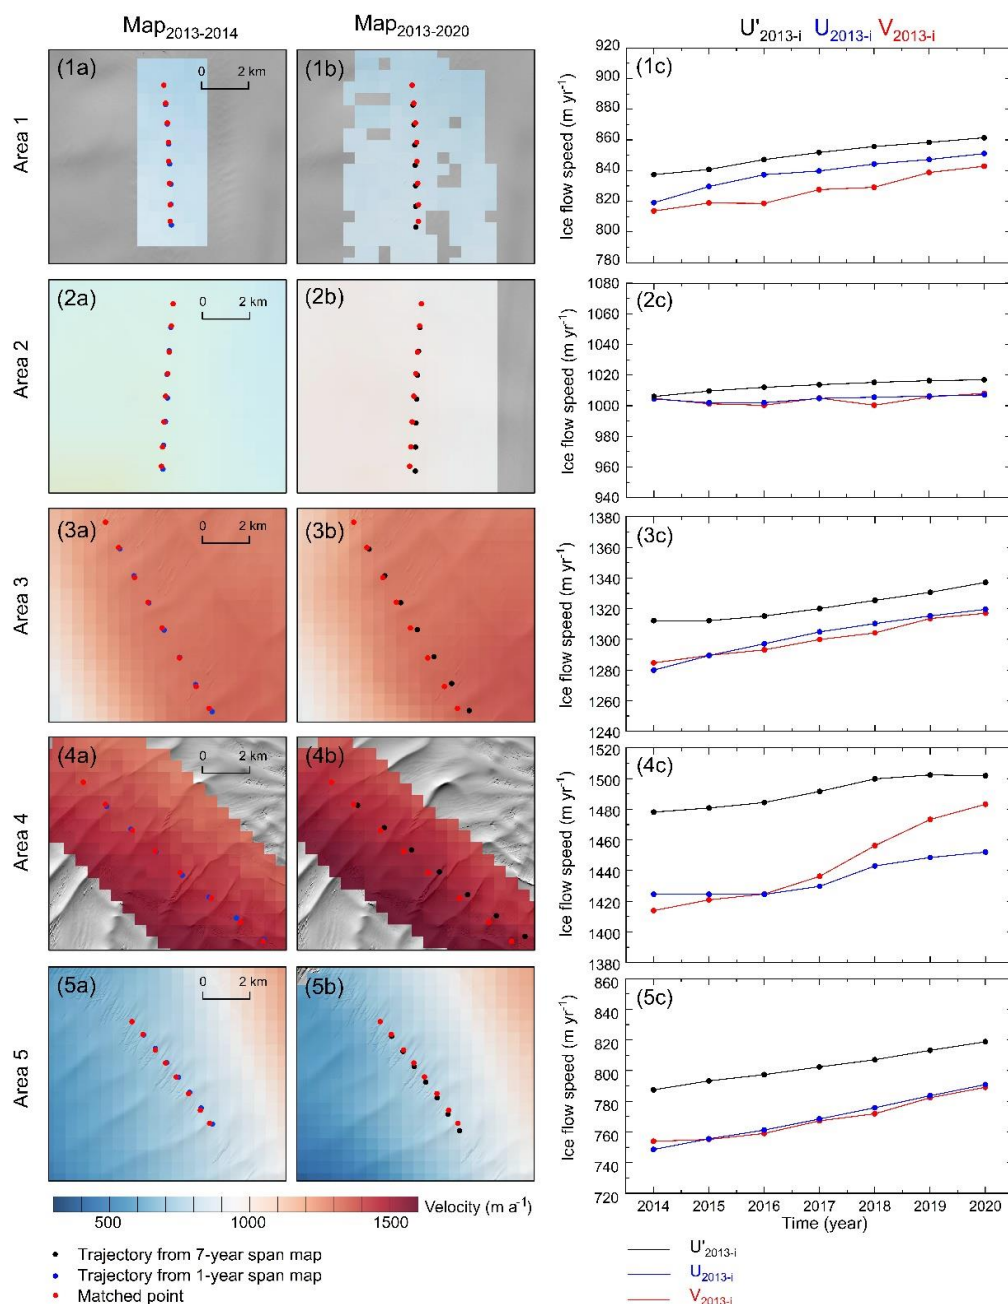 Map2013-2014
Map2013-2020
U'2013-i U2013-i V2013-i
Area 1
(1a)
0 2 km
(1b)
(1c)
Ice flow speed (m yr-1)
920
900
880
860
840
820
800
780
Area 2
(2a)
0 2 km
(2b)
(2c)
Ice flow speed (m yr-1)
1080
1060
1040
1020
1000
980
960
940
Area 3
(3a)
0 2 km
(3b)
(3c)
Ice flow speed (m yr-1)
1380
1360
1340
1320
1300
1280
1260
1240
Area 4
(4a)
0 2 km
(4b)
(4c)
Ice flow speed (m yr-1)
1520
1500
1480
1460
1440
1420
1400
1380
Area 5
(5a)
0 2 km
(5b)
(5c)
Ice flow speed (m yr-1)
860
840
820
800
780
760
740
720
2014 2015 2016 2017 2018 2019 2020
Time (year)
500 1000 1500 Velocity (m a-1)
Trajectory from 7-year span map
Trajectory from 1-year span map
Matched point
U'2013-i
U2013-i
V2013-i